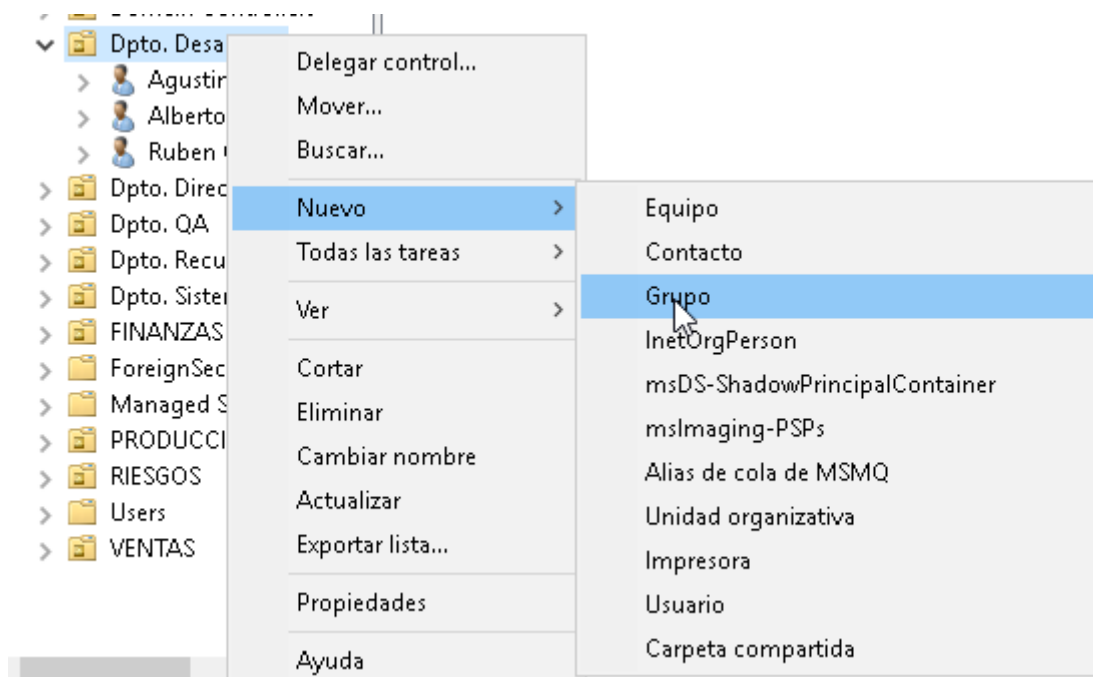 Dpto. Desa
Agustin
Alberto
Ruben
Dpto. Direc
Dpto. QA
Dpto. Recu
Dpto. Sister
FINANZAS
ForeignSec
Managed S
PRODUCCI
RIESGOS
Users
VENTAS
Delegar control...
Mover...
Buscar...
Nuevo
Todas las tareas
Ver
Cortar
Eliminar
Cambiar nombre
Actualizar
Exportar lista...
Propiedades
Ayuda
Equipo
Contacto
Grupo
InetOrgPerson
msDS-ShadowPrincipalContainer
msImaging-PSPs
Alias de cola de MSMQ
Unidad organizativa
Impresora
Usuario
Carpeta compartida